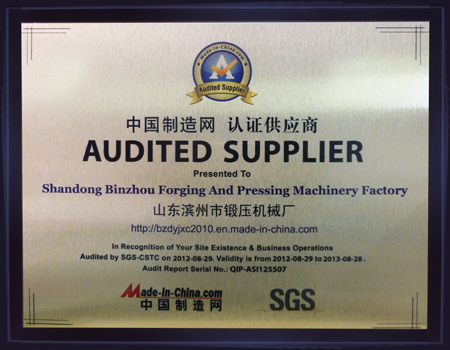 Made-in-China.com
Audited Supplier
中国制造网 认证供应商
AUDITED SUPPLIER
Presented To
Shandong Binzhou Forging And Pressing Machinery Factory
山东滨州市锻压机械厂
http://bzdyjxc2010.en.made-in-china.com
In Recognition of Your Site Existence & Business Operations
Audited by SGS-CSTC on 2012-08-29. Validity is from 2012-08-29 to 2013-08-28.
Audit Report Serial No.: QIP-ASI125507
Made-in-China.com
中国制造网
SGS